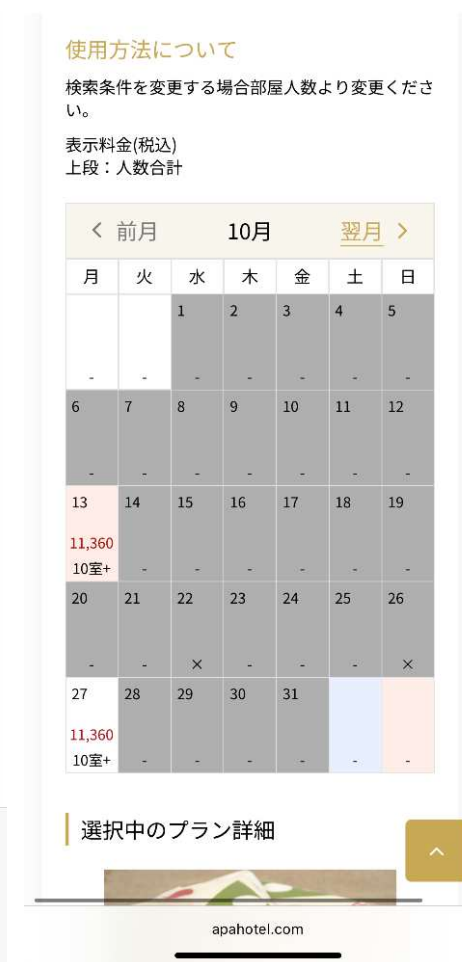 使用方法について
検索条件を変更する場合部屋人数より変更くださ
い。
表示料金(税込)
上段：人数合計
< 前月 10月 翌月 >
月 火 水 木 金 土 日
1 2 3 4 5
- - - - - - -
6 7 8 9 10 11 12
- - - - - - -
13 14 15 16 17 18 19
11,360
10室+ - - - - - -
20 21 22 23 24 25 26
- - × - - - ×
27 28 29 30 31
11,360
10室+ - - - - - -
選択中のプラン詳細
apahotel.com